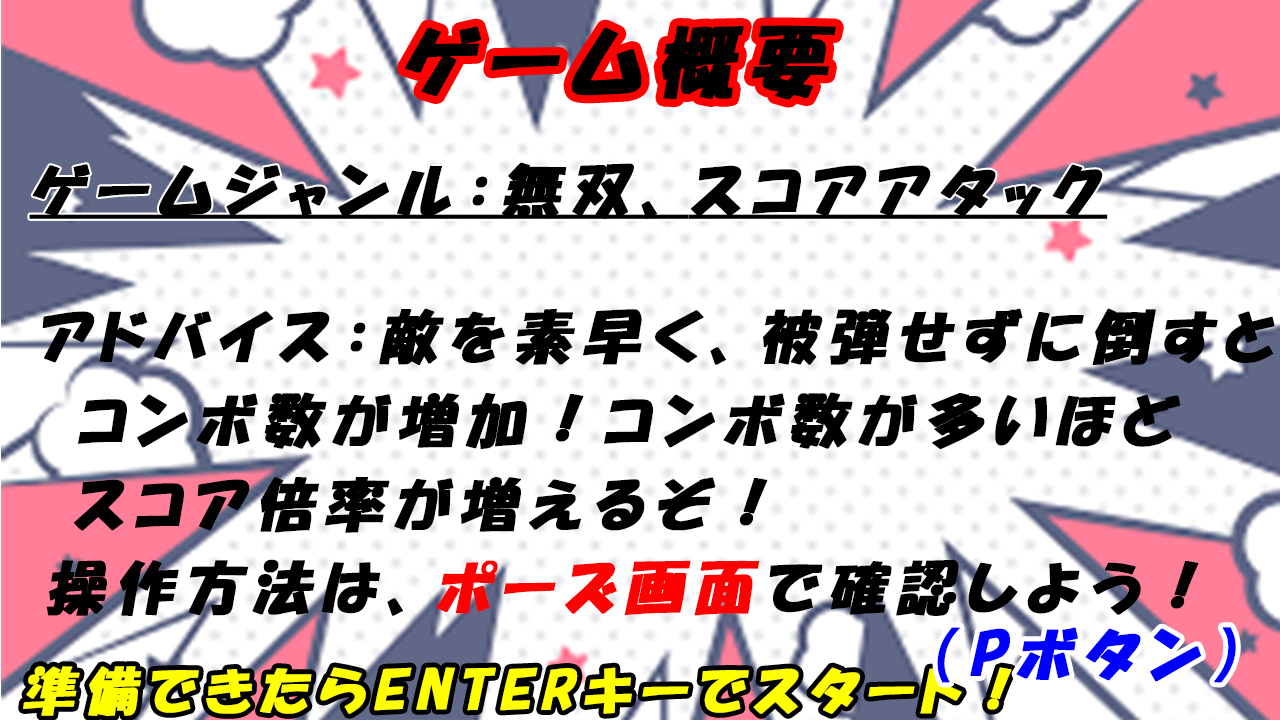 ゲーム概要
ゲームジャンル：無双、スコアアタック
アドバイス：敵を素早く、被弾せずに倒すと
コンボ数が増加！コンボ数が多いほど
スコア倍率が増えるぞ！
操作方法は、ポーズ画面で確認しよう！
（Pボタン）
準備できたらENTERキーでスタート！